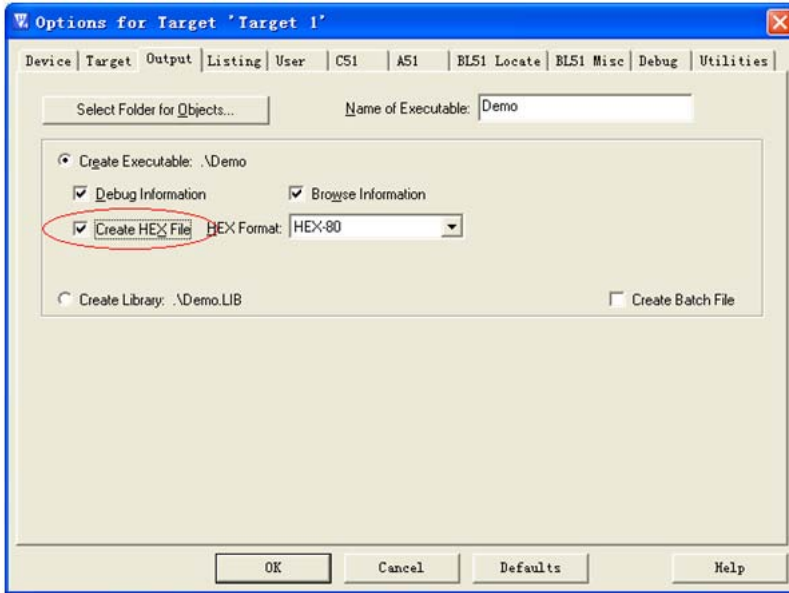 Options for Target 'Target 1'
Device Target Output Listing User C51 A51 BL51 Locate BL51 Misc Debug Utilities
Select Folder for Objects... Name of Executable: Demo
Create Executable: .\Demo
Debug Information Browse Information
Create HEX File HEX Format: HEX-80
Create Library: .\Demo.LIB Create Batch File
OK Cancel Defaults Help